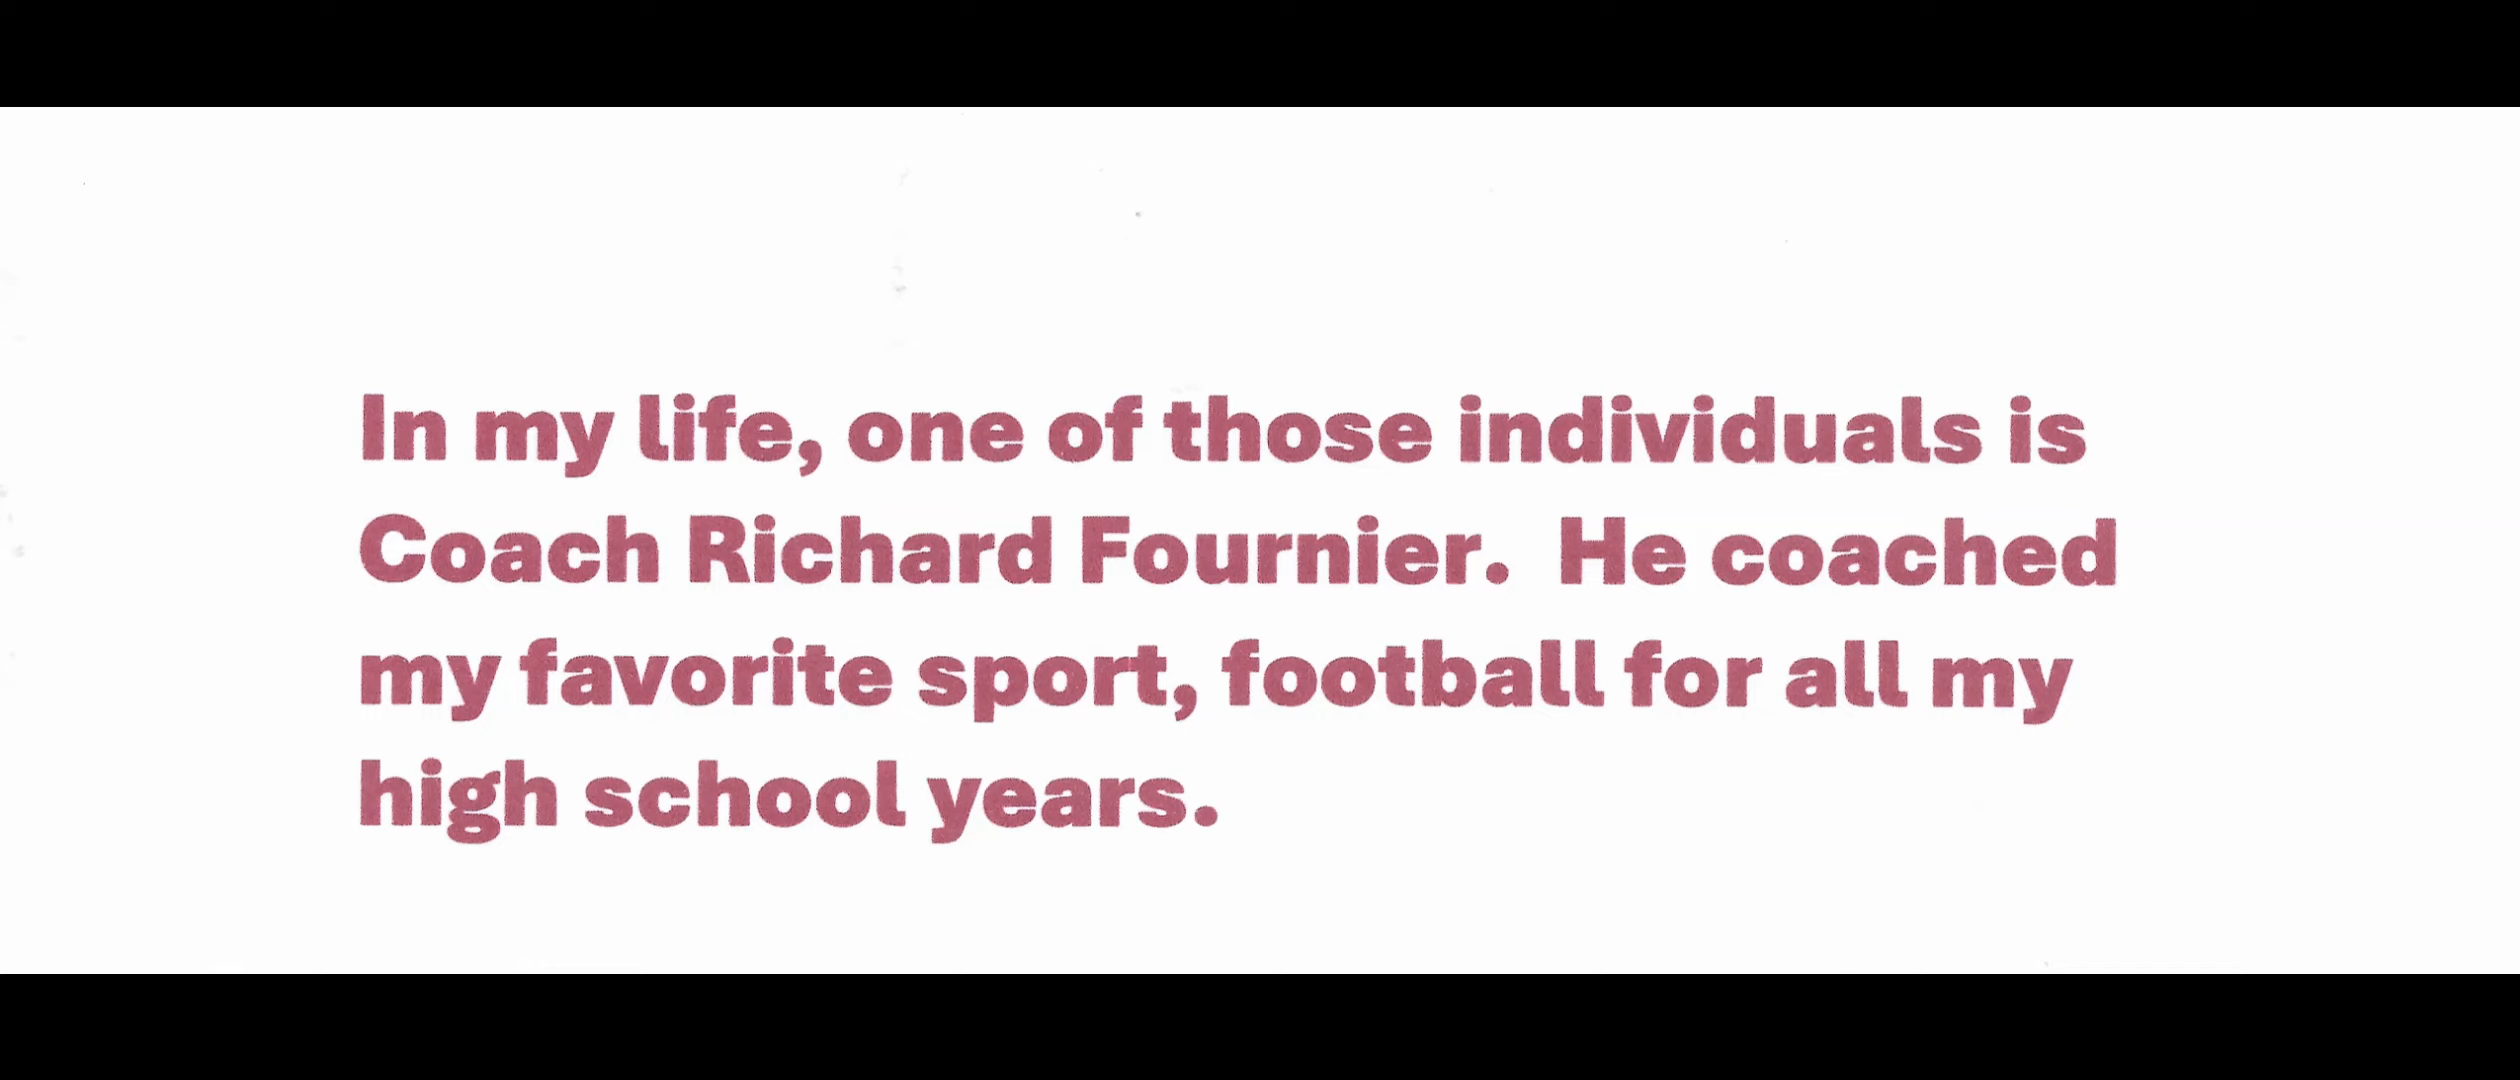 In my life, one of those individuals is
Coach Richard Fournier.  He coached
my favorite sport, football for all my
high school years.